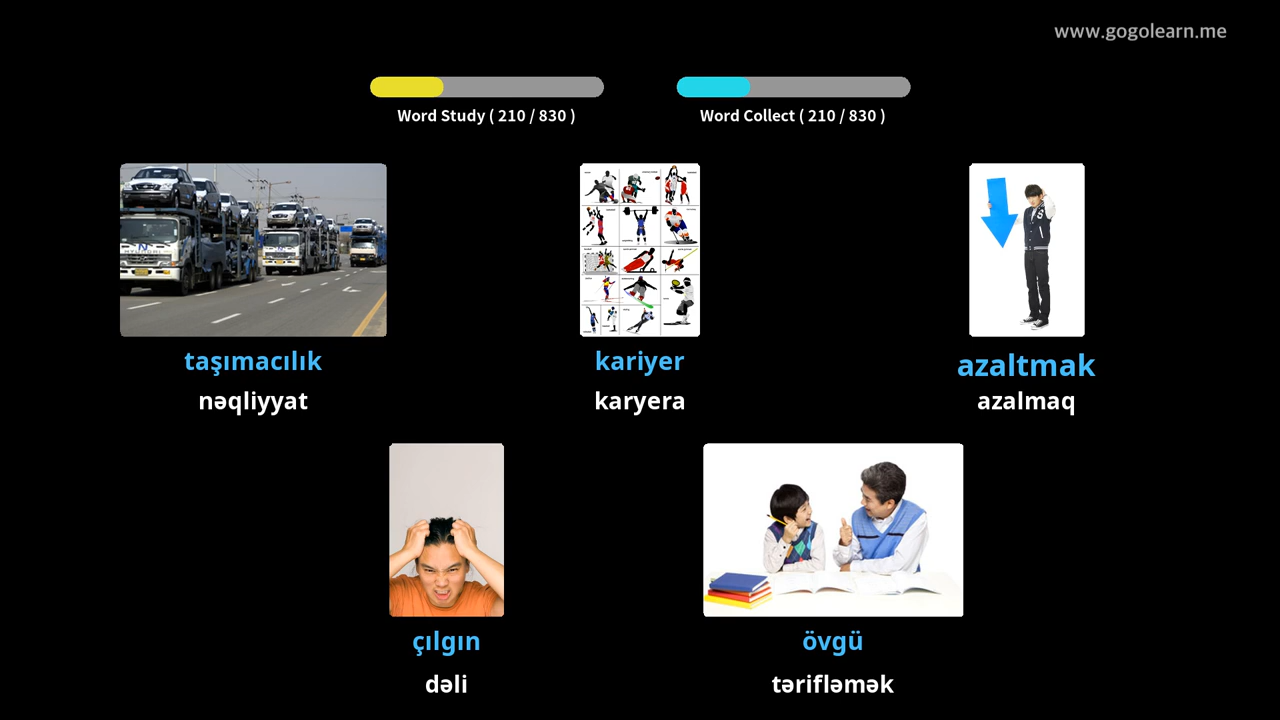 www.gogolearn.me
Word Study ( 210 / 830 )
Word Collect ( 210 / 830 )
taşımacılık
nəqliyyat
kariyer
karyera
azaltmak
azalmaq
çılgın
dəli
övgü
tərifləmək